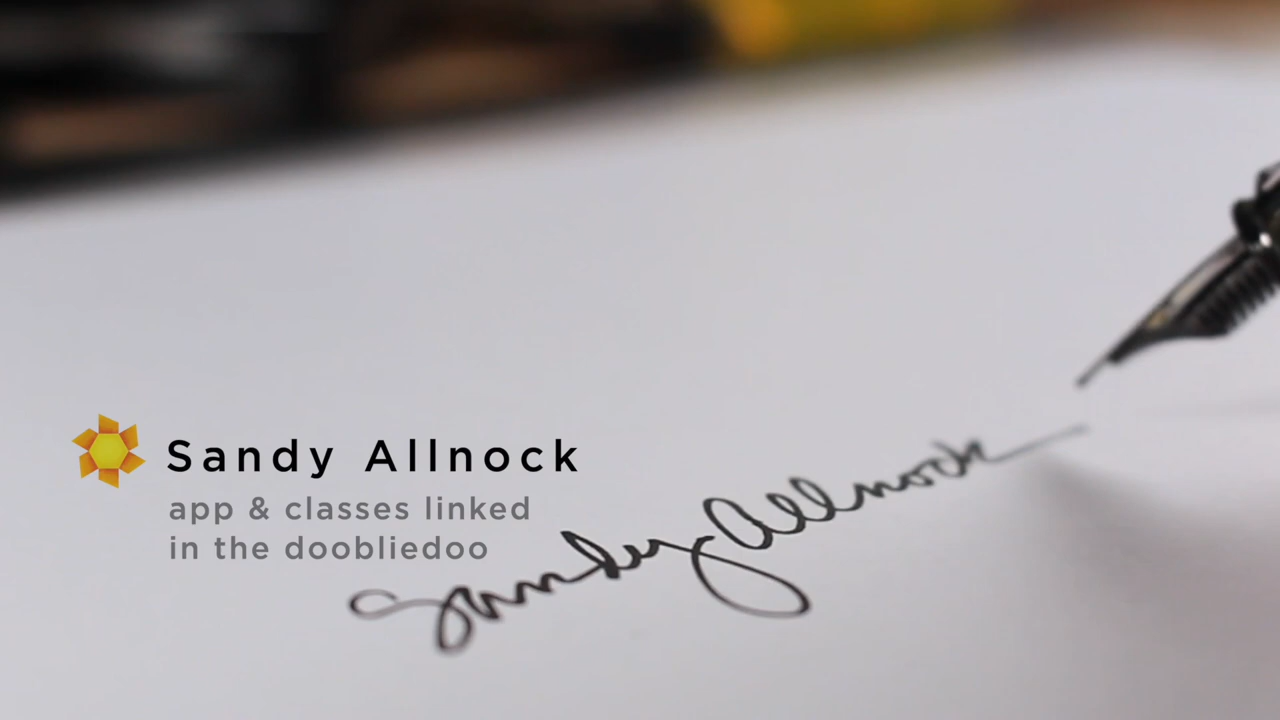 Sandy Allnock
app & classes linked
in the doobliedoo
Sandy Allnock